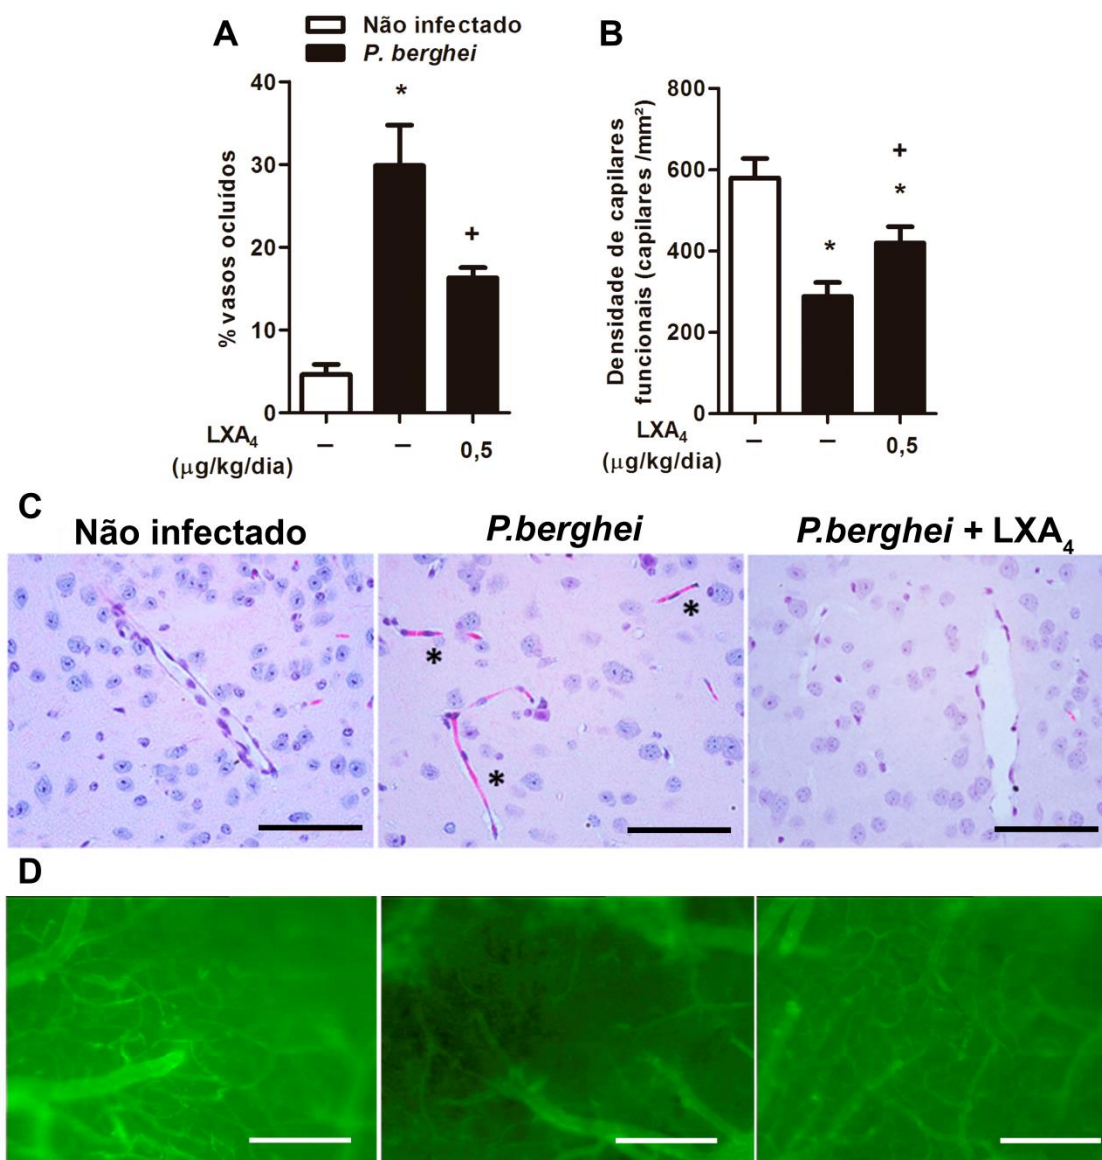 A
Não infectado
P. berghei
*
+
40
30
20
10
0
% vasos ocluídos
LXA₄
(μg/kg/dia)
– – 0,5
B
800
600
400
200
0
Densidade de capilares
funcionais (capilares /mm²)
*
+
*
LXA₄
(μg/kg/dia)
– – 0,5
C
Não infectado
P.berghei
P.berghei + LXA₄
*
*
*
D